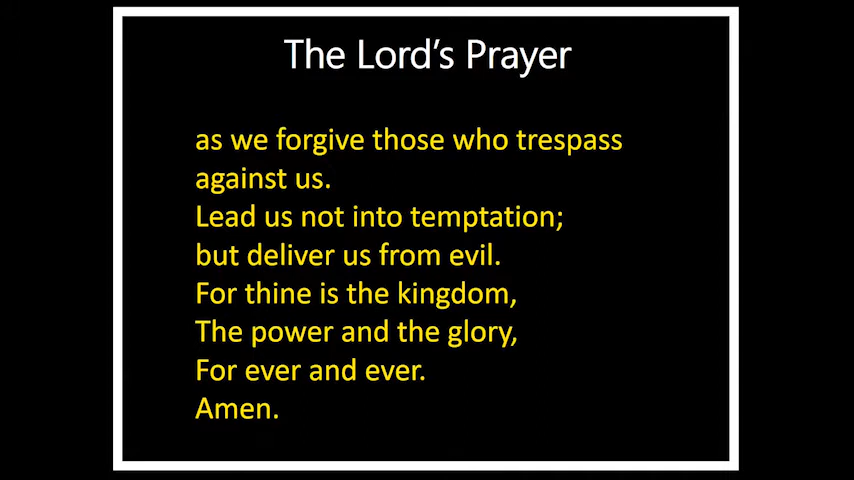 The Lord’s Prayer
as we forgive those who trespass
against us.
Lead us not into temptation;
but deliver us from evil.
For thine is the kingdom,
The power and the glory,
For ever and ever.
Amen.